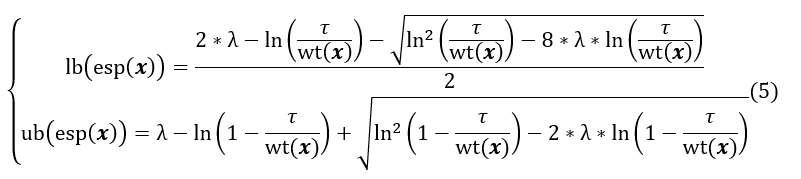 lb(esp(x)) = (2 * λ − ln(τ/wt(x)) − √(ln²(τ/wt(x)) − 8 * λ * ln(τ/wt(x))))/2
ub(esp(x)) = λ − ln(1 − τ/wt(x)) + √(ln²(1 − τ/wt(x)) − 2 * λ * ln(1 − τ/wt(x))) (5)